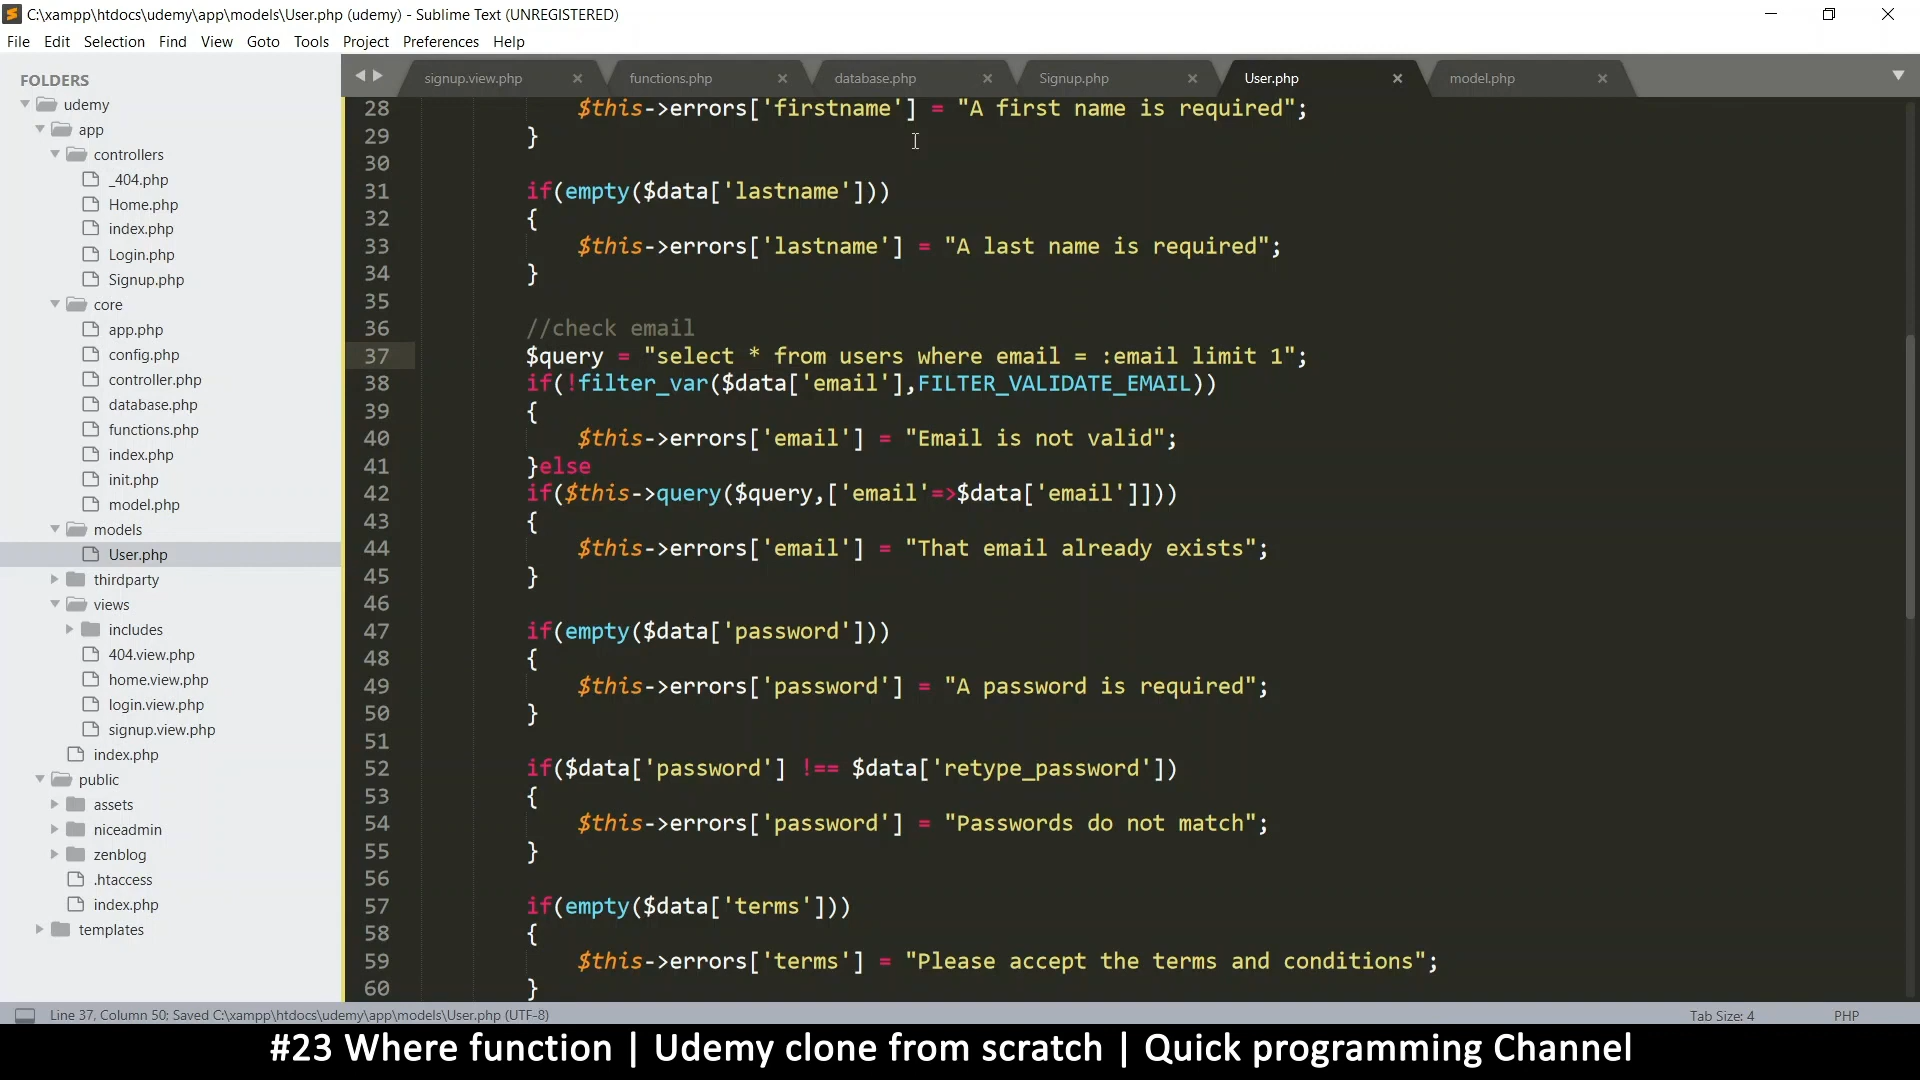 C:\xampp\htdocs\udemy\app\models\User.php (udemy) - Sublime Text (UNREGISTERED)
File Edit Selection Find View Goto Tools Project Preferences Help
FOLDERS
udemy
app
controllers
_404.php
Home.php
index.php
Login.php
Signup.php
core
app.php
config.php
controller.php
database.php
functions.php
index.php
init.php
model.php
models
User.php
thirdparty
views
includes
404.view.php
home.view.php
login.view.php
signup.view.php
index.php
public
assets
niceadmin
zenblog
.htaccess
index.php
templates
signup.view.php functions.php database.php Signup.php User.php model.php
28 $this->errors['firstname'] = "A first name is required";
29 }
30
31 if(empty($data['lastname']))
32 {
33 $this->errors['lastname'] = "A last name is required";
34 }
35
36 //check email
37 $query = "select * from users where email = :email limit 1";
38 if(!filter_var($data['email'],FILTER_VALIDATE_EMAIL))
39 {
40 $this->errors['email'] = "Email is not valid";
41 }else
42 if($this->query($query,['email'=>$data['email']]))
43 {
44 $this->errors['email'] = "That email already exists";
45 }
46
47 if(empty($data['password']))
48 {
49 $this->errors['password'] = "A password is required";
50 }
51
52 if($data['password'] !== $data['retype_password'])
53 {
54 $this->errors['password'] = "Passwords do not match";
55 }
56
57 if(empty($data['terms']))
58 {
59 $this->errors['terms'] = "Please accept the terms and conditions";
60 }
Line 37, Column 50; Saved C:\xampp\htdocs\udemy\app\models\User.php (UTF-8) Tab Size: 4 PHP
#23 Where function | Udemy clone from scratch | Quick programming Channel